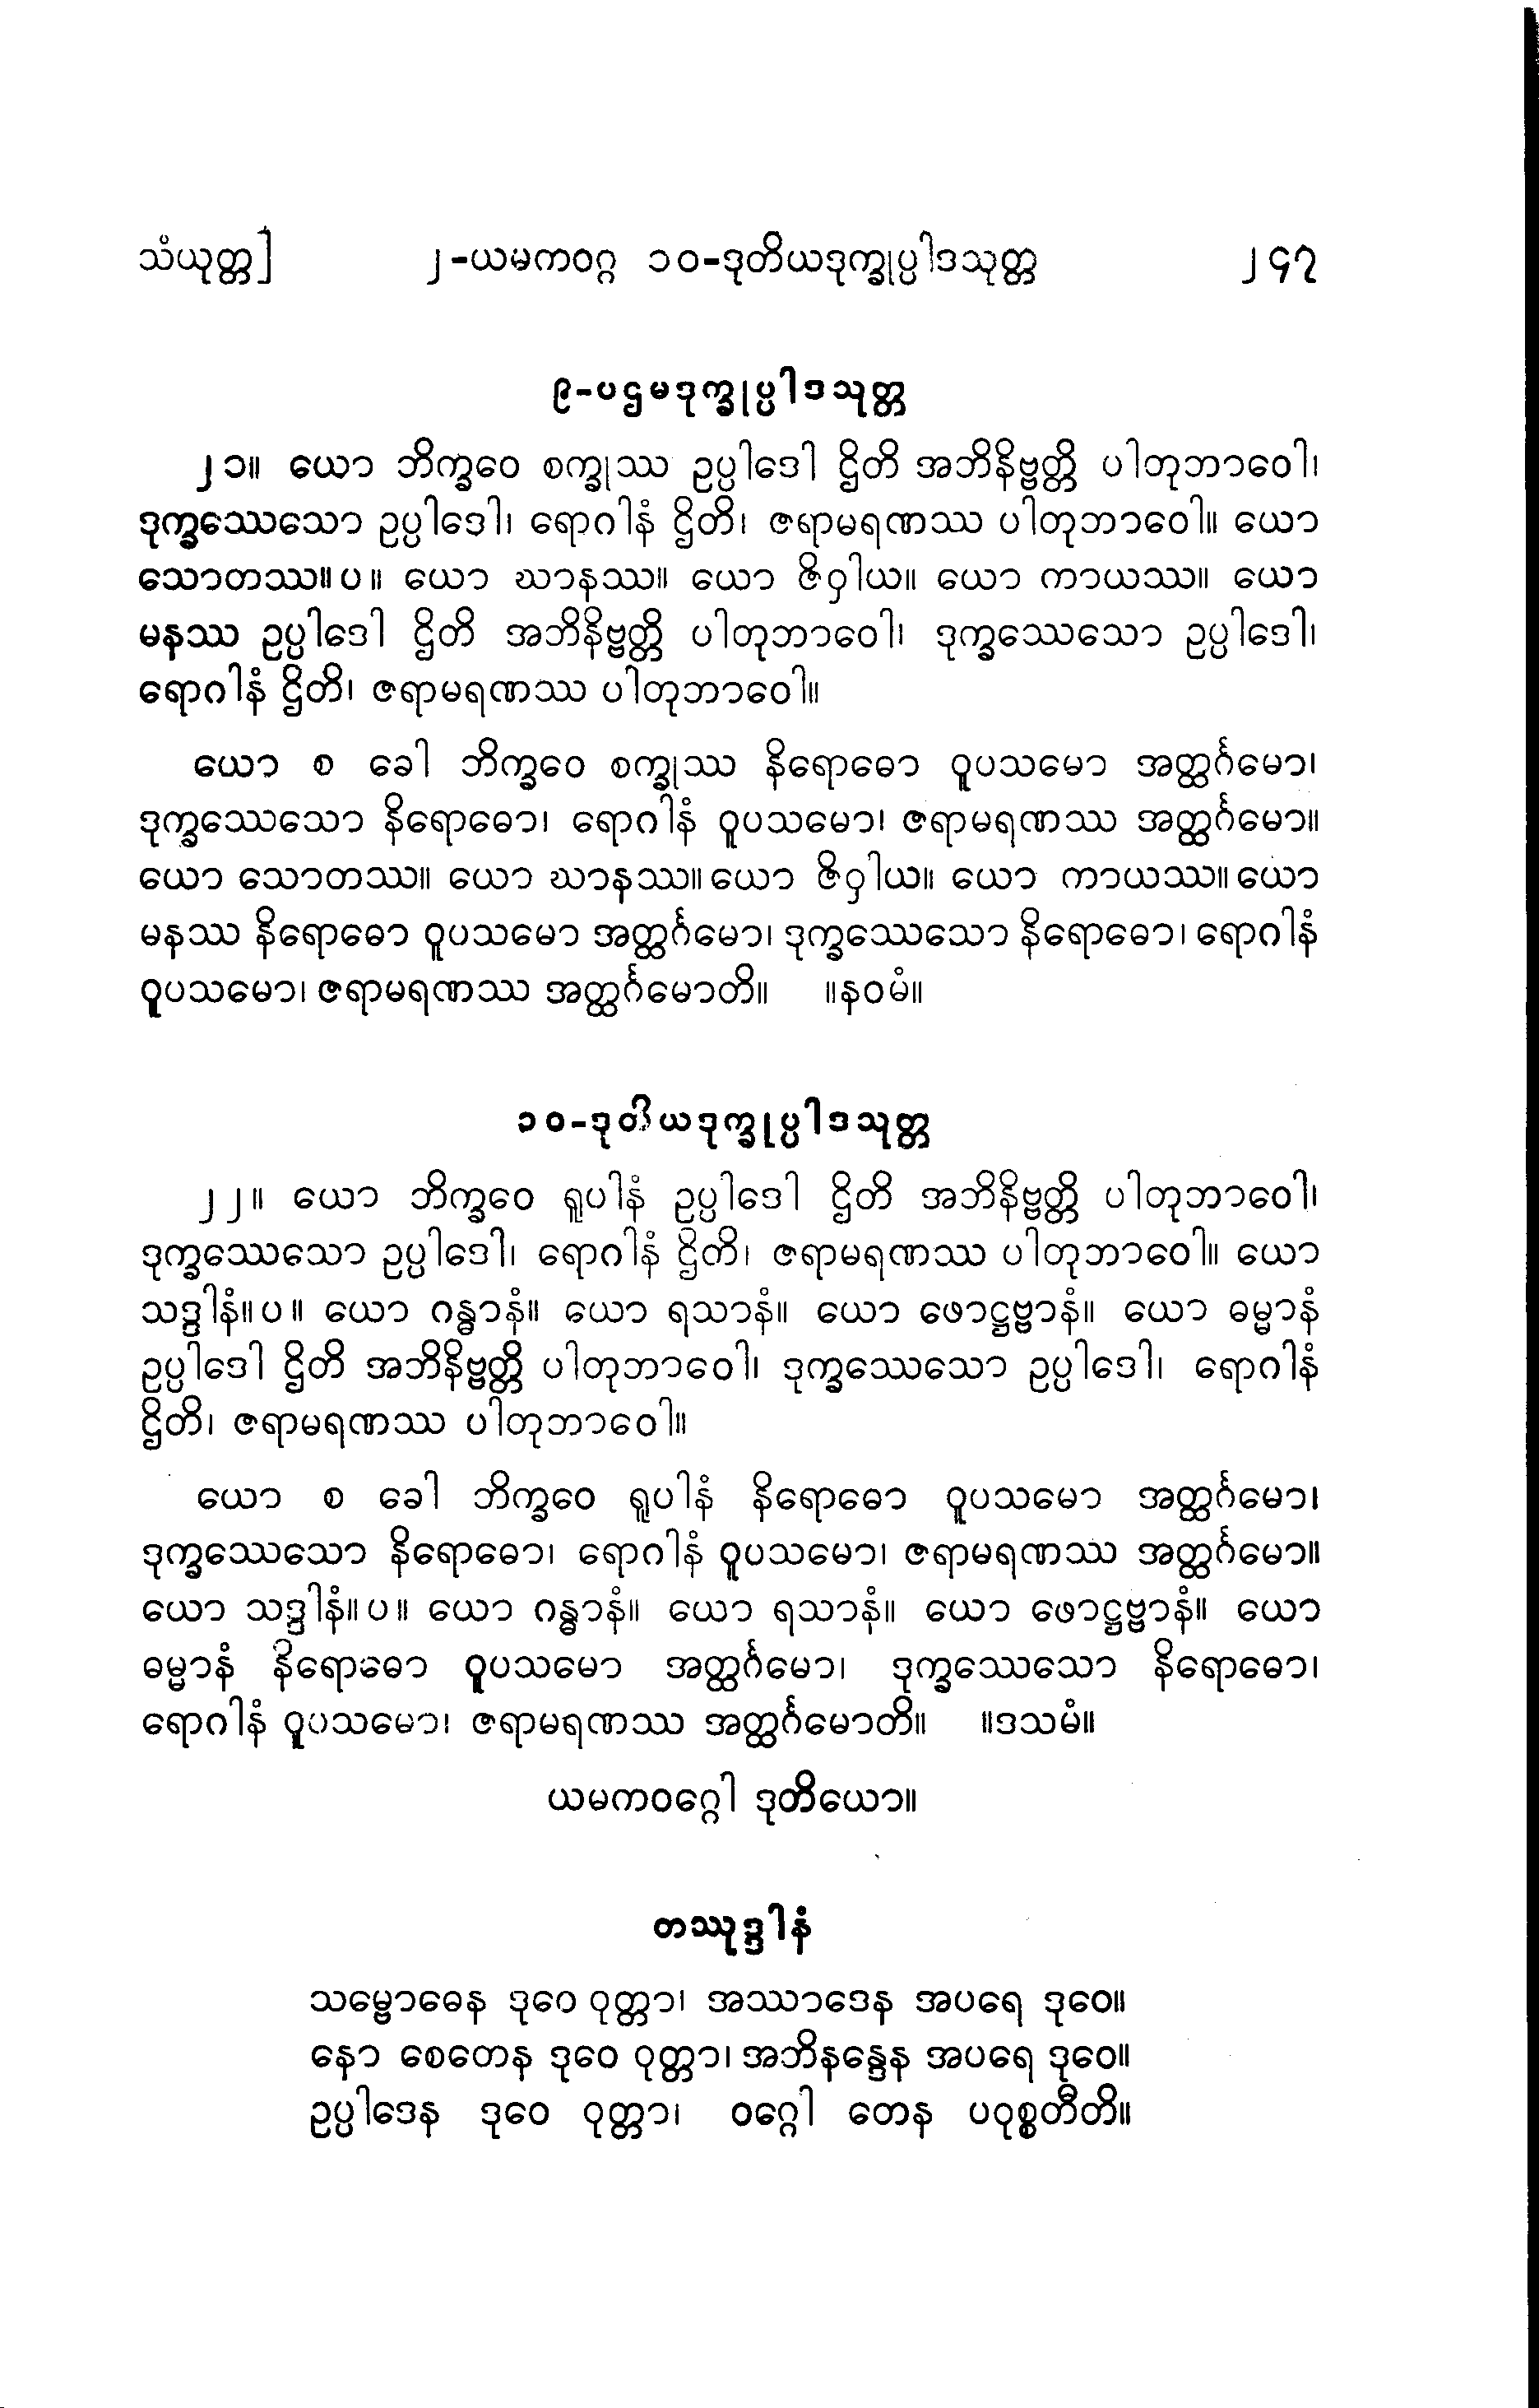 သံယုတ္တ] ၂-ယမကဝဂ္ဂ ၁၀-ဒုတိယဒုက္ခုပ္ပါဒသုတ္တ ၂၄၇
၉-ပဌမဒုက္ခုပ္ပါဒသုတ္တ
၂၁။ ယော ဘိက္ခဝေ စက္ခုဿ ဥပ္ပါဒေါ ဌိတိ အဘိနိဗ္ဗတ္တိ ပါတုဘာဝေါ၊
ဒုက္ခဿေသော ဥပ္ပါဒေါ၊ ရောဂါနံ ဌိတိ၊ ဇရာမရဏဿ ပါတုဘာဝေါ။ ယော
သောတဿ။ပ။ ယော ဃာနဿ။ ယော ဇိဝှါယ။ ယော ကာယဿ။ ယော
မနဿ ဥပ္ပါဒေါ ဌိတိ အဘိနိဗ္ဗတ္တိ ပါတုဘာဝေါ၊ ဒုက္ခဿေသော ဥပ္ပါဒေါ၊
ရောဂါနံ ဌိတိ၊ ဇရာမရဏဿ ပါတုဘာဝေါ။
ယော စ ခေါ ဘိက္ခဝေ စက္ခုဿ နိရောဓော ဝူပသမော အတ္ထင်္ဂမော၊
ဒုက္ခဿေသော နိရောဓော၊ ရောဂါနံ ဝူပသမော၊ ဇရာမရဏဿ အတ္ထင်္ဂမော။
ယော သောတဿ။ ယော ဃာနဿ။ ယော ဇိဝှါယ။ ယော ကာယဿ။ ယော
မနဿ နိရောဓော ဝူပသမော အတ္ထင်္ဂမော၊ ဒုက္ခဿေသော နိရောဓော၊ ရောဂါနံ
ဝူပသမော၊ ဇရာမရဏဿ အတ္ထင်္ဂမောတိ။ ။နဝမံ။
၁၀-ဒုတိယဒုက္ခုပ္ပါဒသုတ္တ
၂၂။ ယော ဘိက္ခဝေ ရူပါနံ ဥပ္ပါဒေါ ဌိတိ အဘိနိဗ္ဗတ္တိ ပါတုဘာဝေါ၊
ဒုက္ခဿေသော ဥပ္ပါဒေါ၊ ရောဂါနံ ဌိတိ၊ ဇရာမရဏဿ ပါတုဘာဝေါ။ ယော
သဒ္ဒါနံ။ပ။ ယော ဂန္ဓာနံ။ ယော ရသာနံ။ ယော ဖောဋ္ဌဗ္ဗာနံ။ ယော ဓမ္မာနံ
ဥပ္ပါဒေါ ဌိတိ အဘိနိဗ္ဗတ္တိ ပါတုဘာဝေါ၊ ဒုက္ခဿေသော ဥပ္ပါဒေါ၊ ရောဂါနံ
ဌိတိ၊ ဇရာမရဏဿ ပါတုဘာဝေါ။
ယော စ ခေါ ဘိက္ခဝေ ရူပါနံ နိရောဓော ဝူပသမော အတ္ထင်္ဂမော၊
ဒုက္ခဿေသော နိရောဓော၊ ရောဂါနံ ဝူပသမော၊ ဇရာမရဏဿ အတ္ထင်္ဂမော။
ယော သဒ္ဒါနံ။ပ။ ယော ဂန္ဓာနံ။ ယော ရသာနံ။ ယော ဖောဋ္ဌဗ္ဗာနံ။ ယော
ဓမ္မာနံ နိရောဓော ဝူပသမော အတ္ထင်္ဂမော၊ ဒုက္ခဿေသော နိရောဓော၊
ရောဂါနံ ဝူပသမော၊ ဇရာမရဏဿ အတ္ထင်္ဂမောတိ။ ။ဒသမံ။
ယမကဝဂ္ဂေါ ဒုတိယော။
တဿုဒ္ဒါနံ
သမ္ဗောဓေန ဒုဝေ ဝုတ္တာ၊ အဿာဒေန အပရေ ဒုဝေ။
နော စေတေန ဒုဝေ ဝုတ္တာ၊ အဘိနန္ဒေန အပရေ ဒုဝေ။
ဥပ္ပါဒေန ဒုဝေ ဝုတ္တာ၊ ဝဂ္ဂေါ တေန ပဝုစ္စတီတိ။